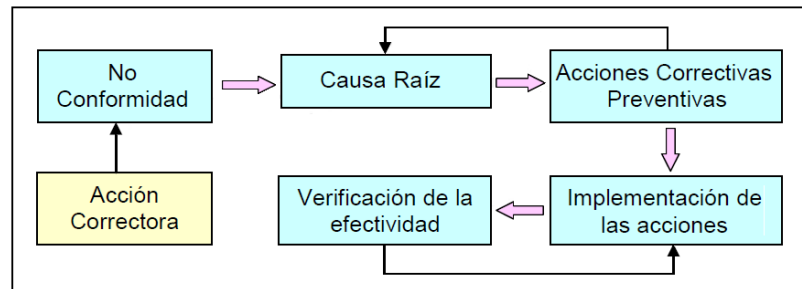 No
Conformidad
Causa Raíz
Acciones Correctivas
Preventivas
Acción
Correctora
Verificación de la
efectividad
Implementación de
las acciones